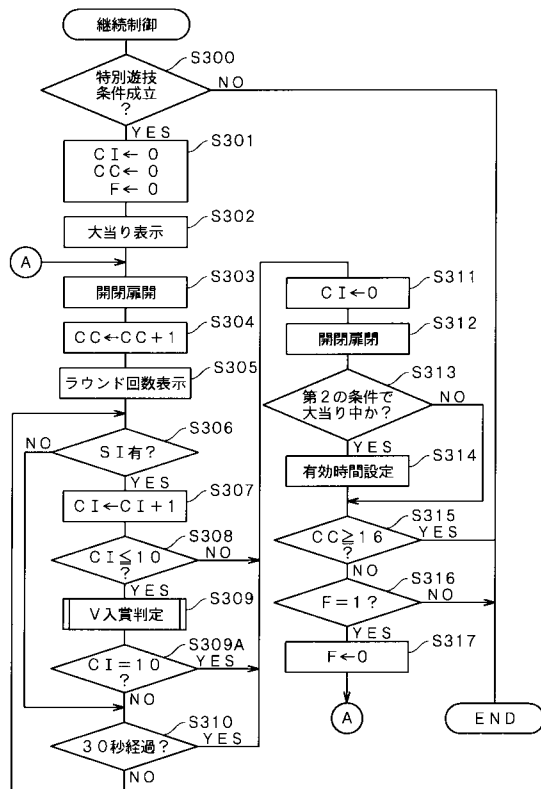 継続制御
S300
特別遊技
条件成立
?
NO
YES
S301
CI←0
CC←0
F←0
S302
大当り表示
A
S303
開閉扉開
S304
CC←CC+1
S305
ラウンド回数表示
S306
NO
SI有?
YES
S307
CI←CI+1
S308
CI≦10
?
NO
YES
S309
V入賞判定
S309A
CI=10
?
YES
NO
S310
30秒経過?
YES
NO
S311
CI←0
S312
開閉扉閉
S313
第2の条件で
大当り中か?
NO
YES
S314
有効時間設定
S315
CC≧16
?
YES
NO
S316
F=1?
NO
YES
S317
F←0
A
END